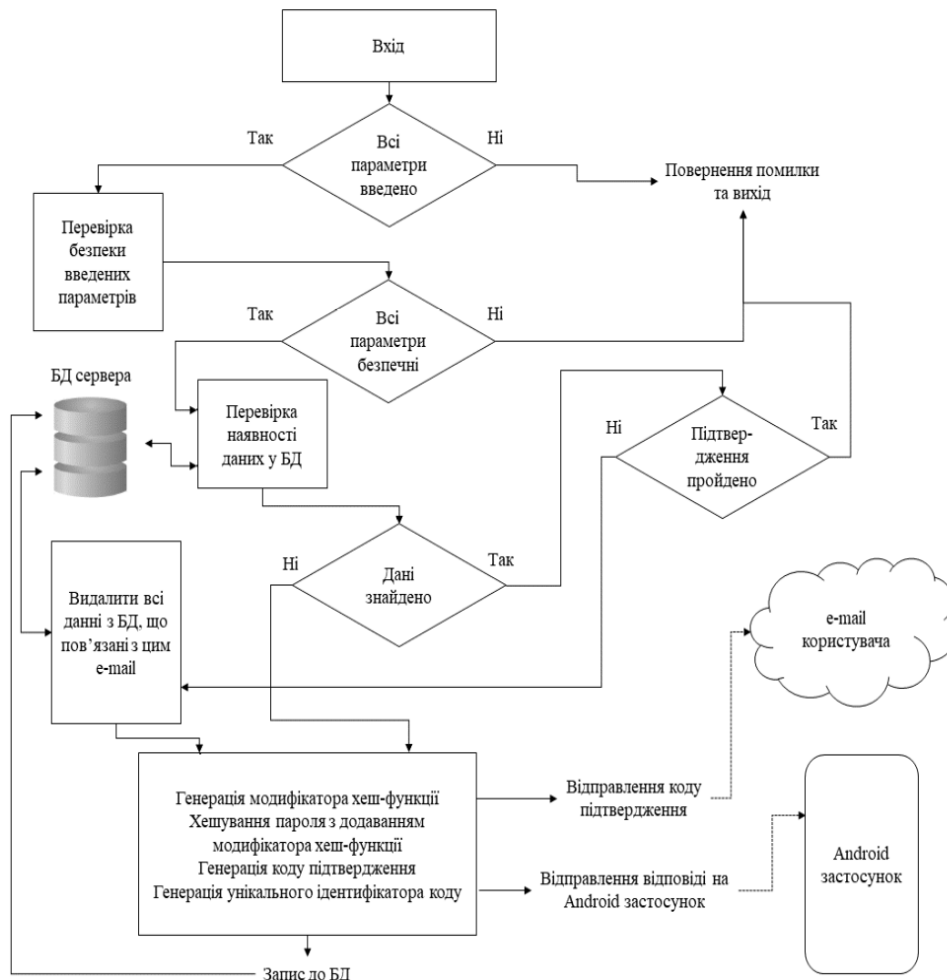 Вхід
Так
Ні
Всі
параметри
введено
Повернення помилки
та вихід
Перевірка
безпеки
введених
параметрів
Так
Ні
Всі
параметри
безпечні
БД сервера
Перевірка
наявності
даних у БД
Ні
Так
Підтвер-
дження
пройдено
Ні
Так
Дані
знайдено
Видалити всі
данні з БД, що
пов’язані з цим
e-mail
e-mail
користувача
Генерація модифікатора хеш-функції
Хешування пароля з додаванням
модифікатора хеш-функції
Генерація коду підтвердження
Генерація унікального ідентифікатора коду
Відправлення коду
підтвердження
Відправлення відповіді на
Android застосунок
Android
застосунок
Запис до БД